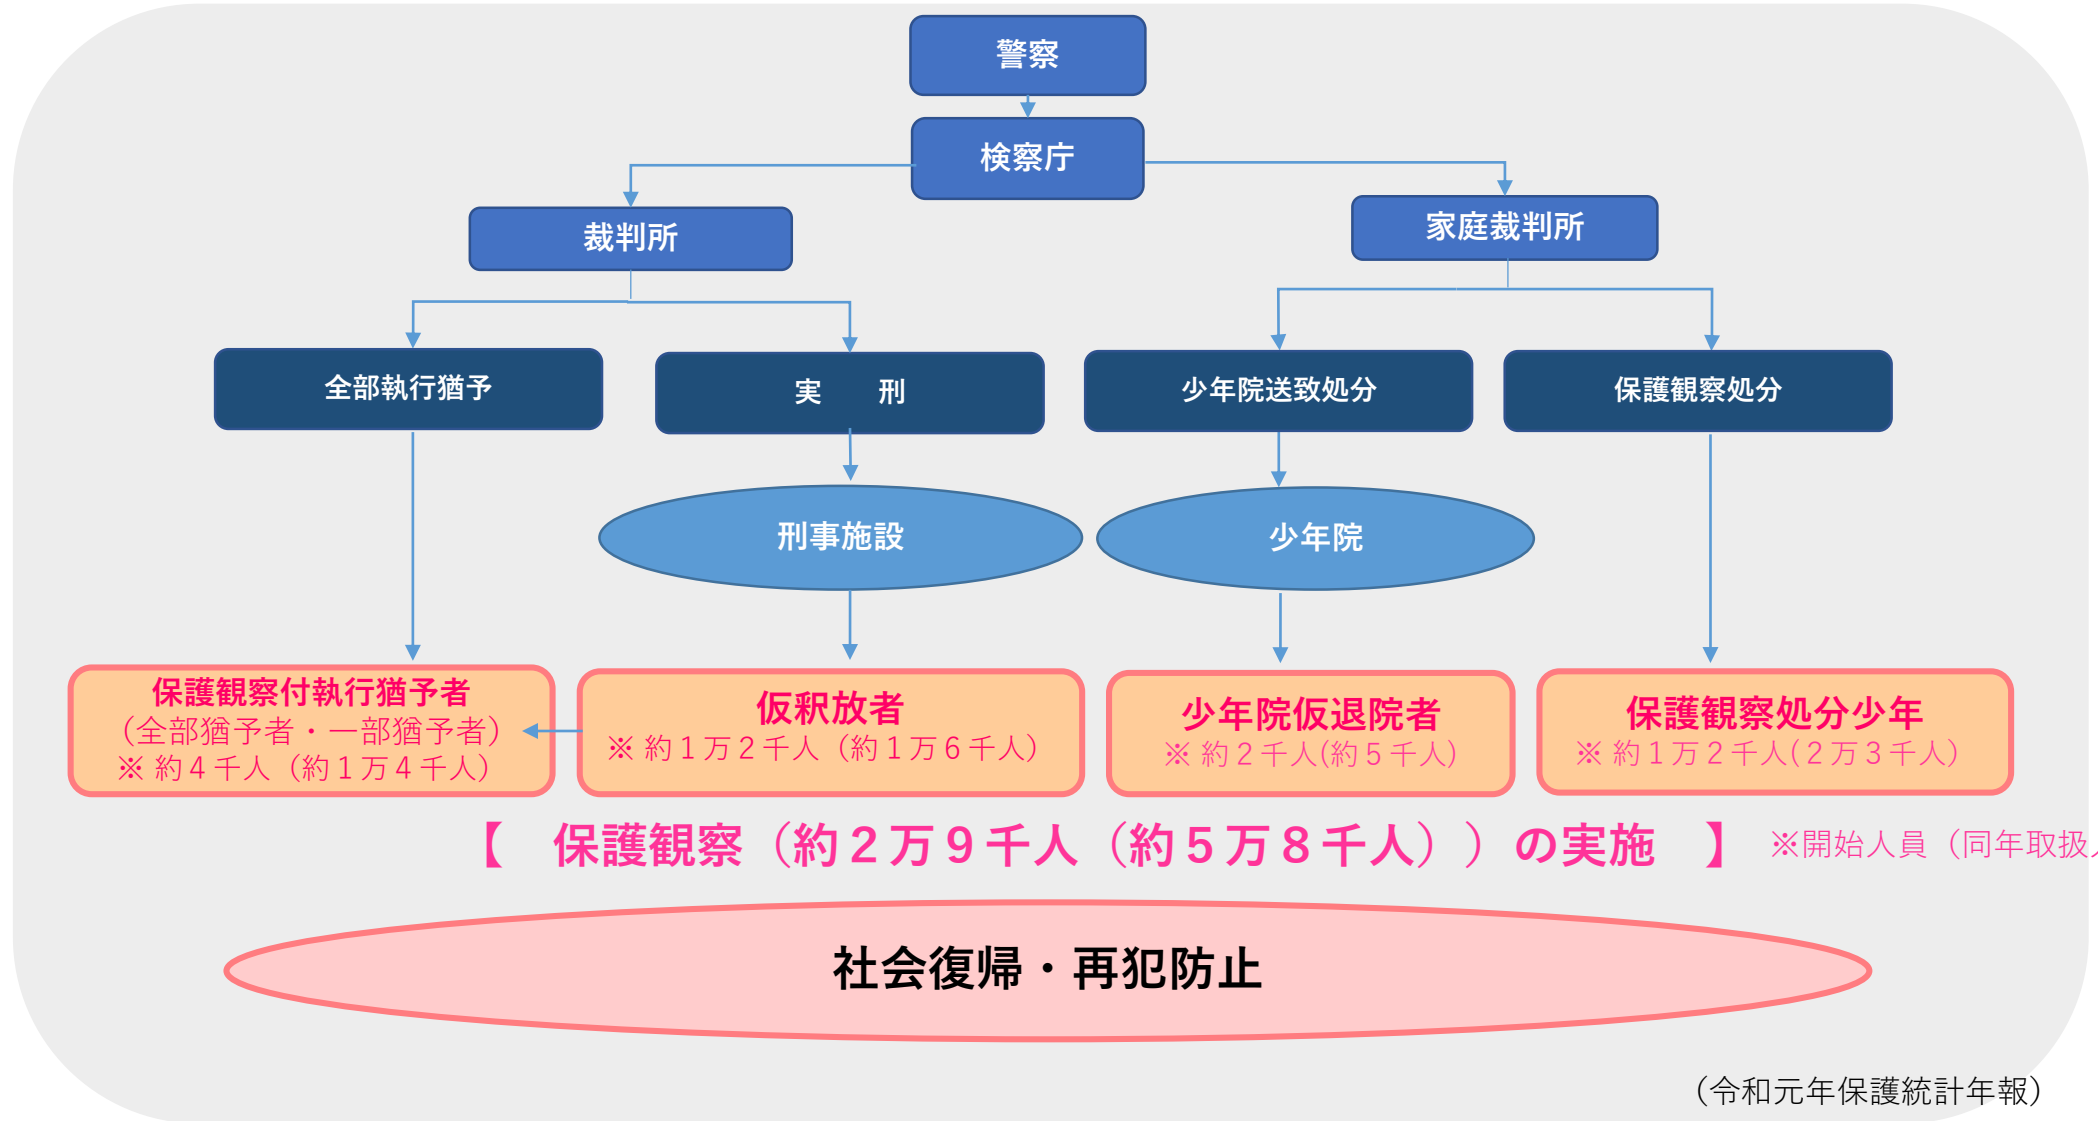 警察
検察庁
裁判所
家庭裁判所
全部執行猶予
実　　刑
少年院送致処分
保護観察処分
刑事施設
少年院
保護観察付執行猶予者
（全部猶予者・一部猶予者）
※ 約４千人（約１万４千人）
仮釈放者
※ 約１万２千人（約１万６千人）
少年院仮退院者
※ 約２千人(約５千人)
保護観察処分少年
※ 約１万２千人(２万３千人）
【　保護観察（約２万９千人（約５万８千人））の実施　】 ※開始人員（同年取扱
社会復帰・再犯防止
（令和元年保護統計年報）